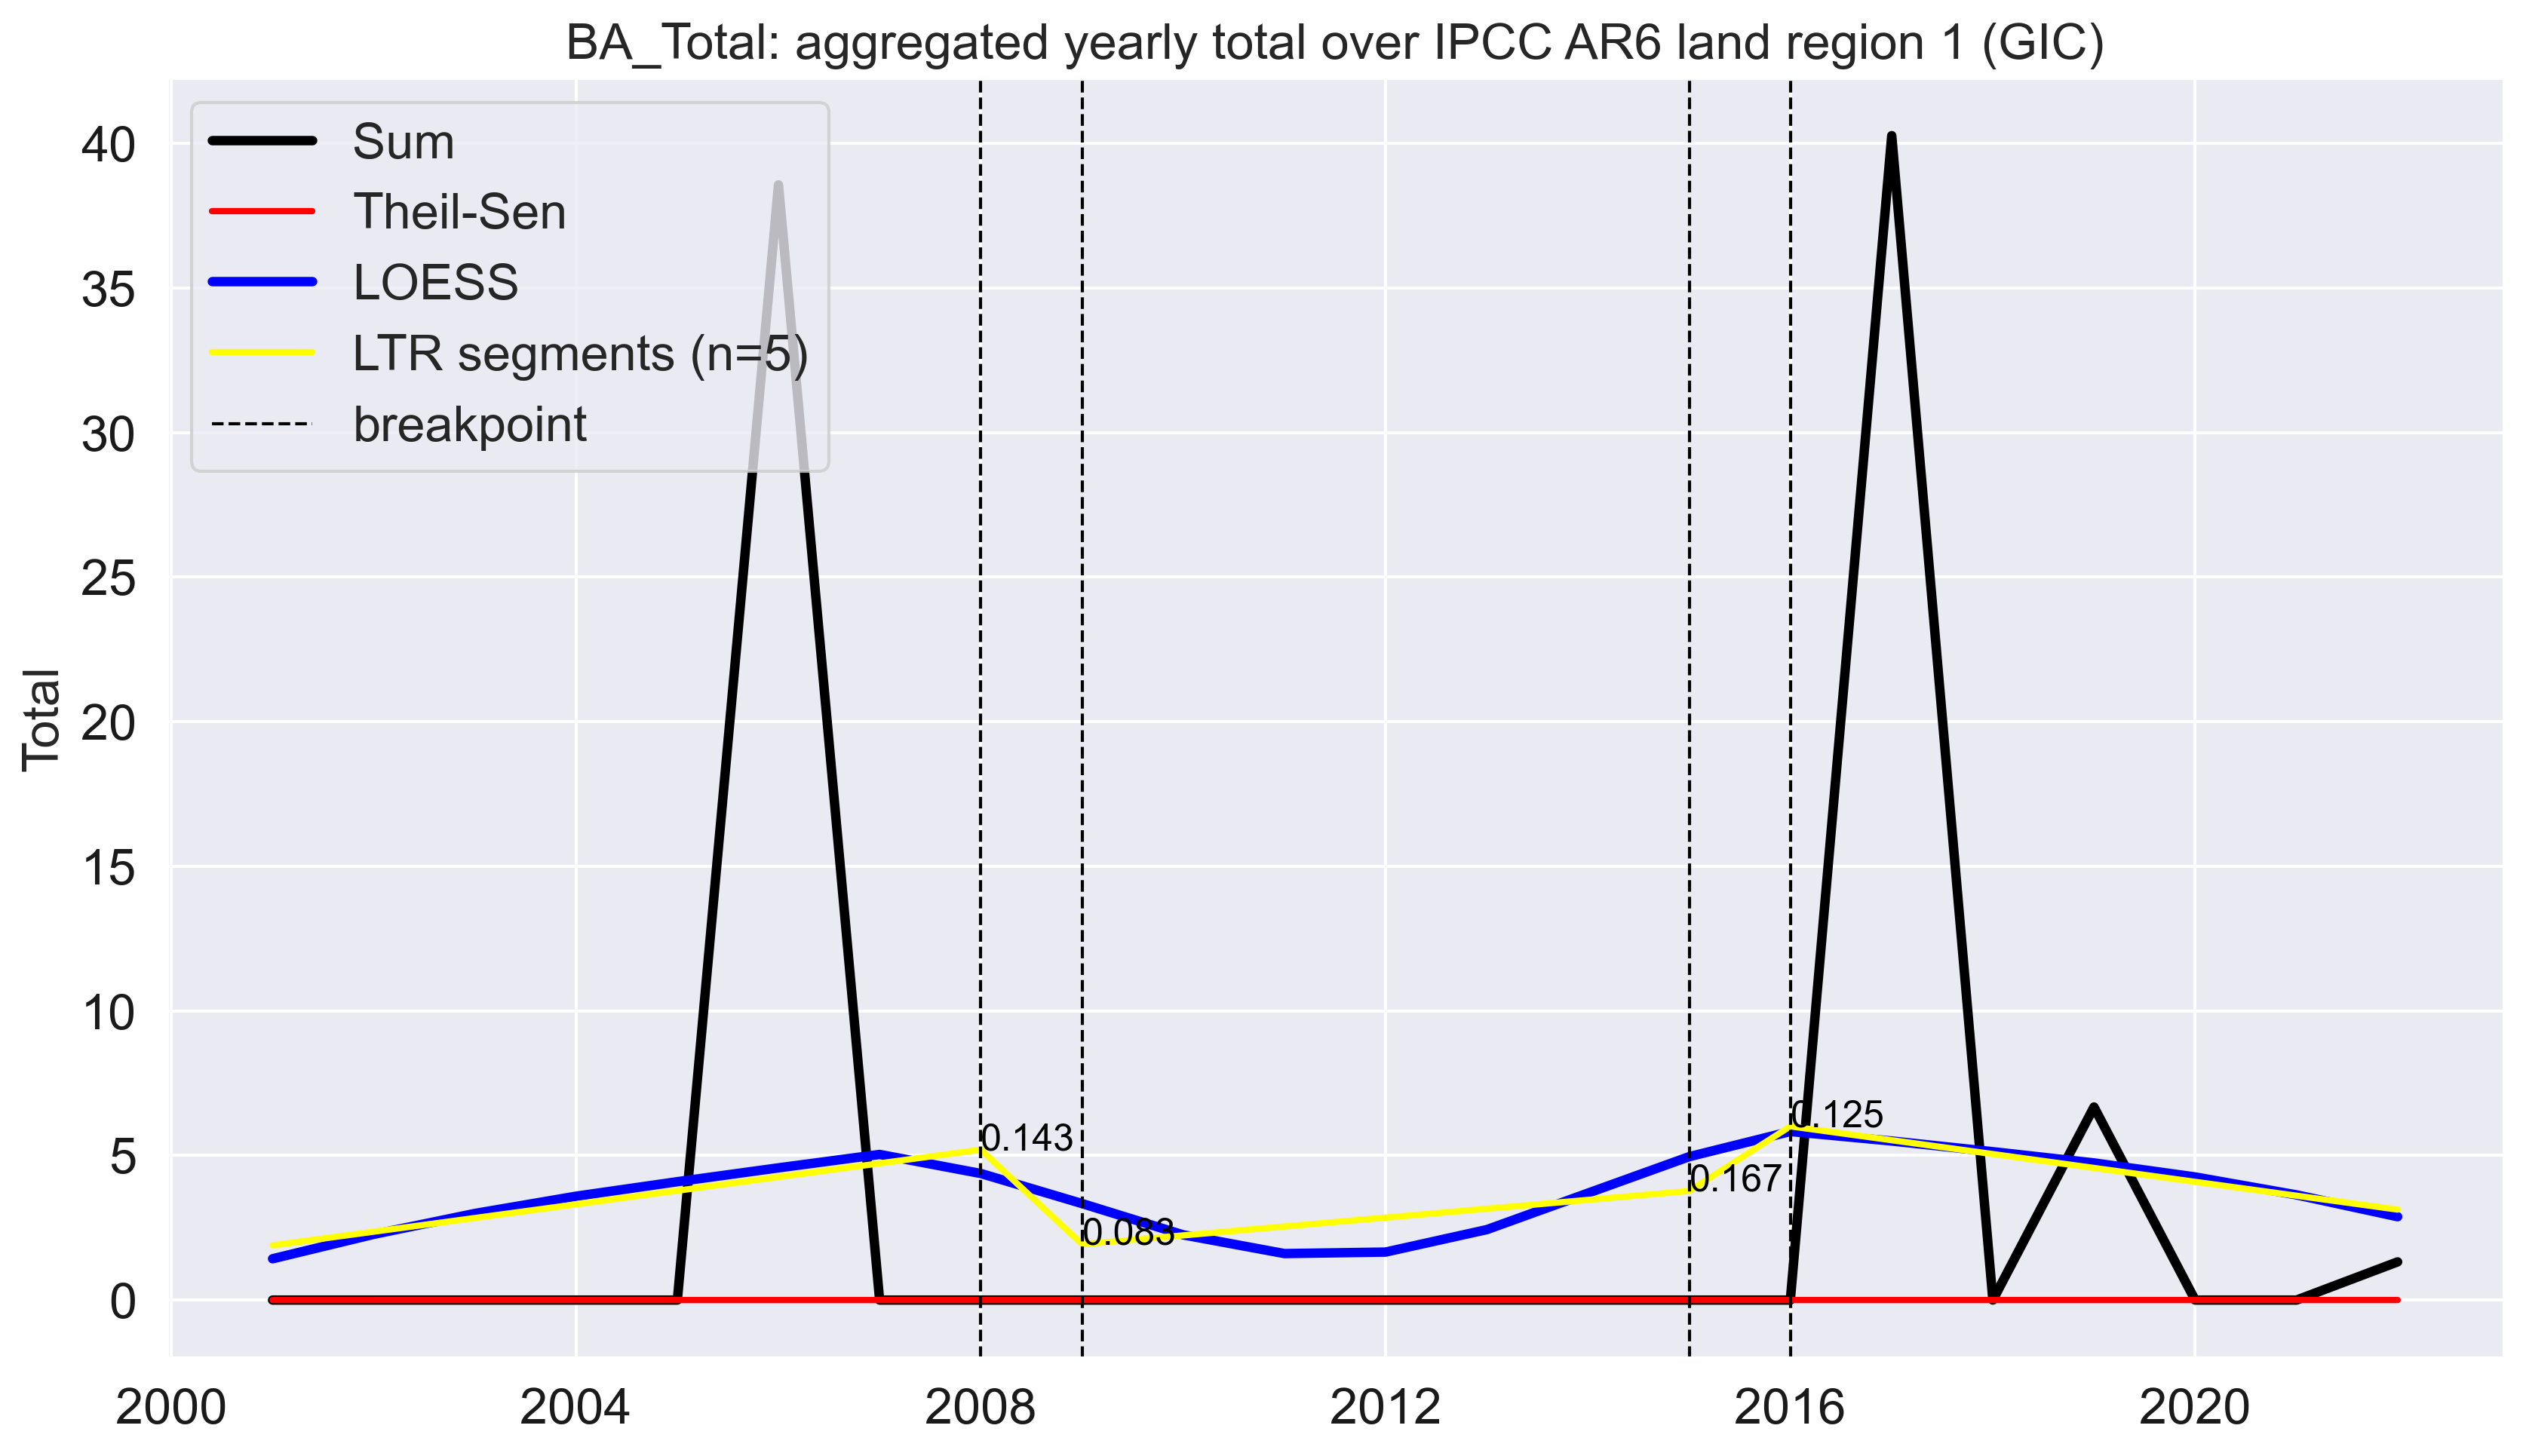 BA_Total: aggregated yearly total over IPCC AR6 land region 1 (GIC)
Sum
Theil-Sen
LOESS
LTR segments (n=5)
breakpoint
Total
40
35
30
25
20
15
10
5
0
0.143
0.083
0.167
0.125
2000 2004 2008 2012 2016 2020